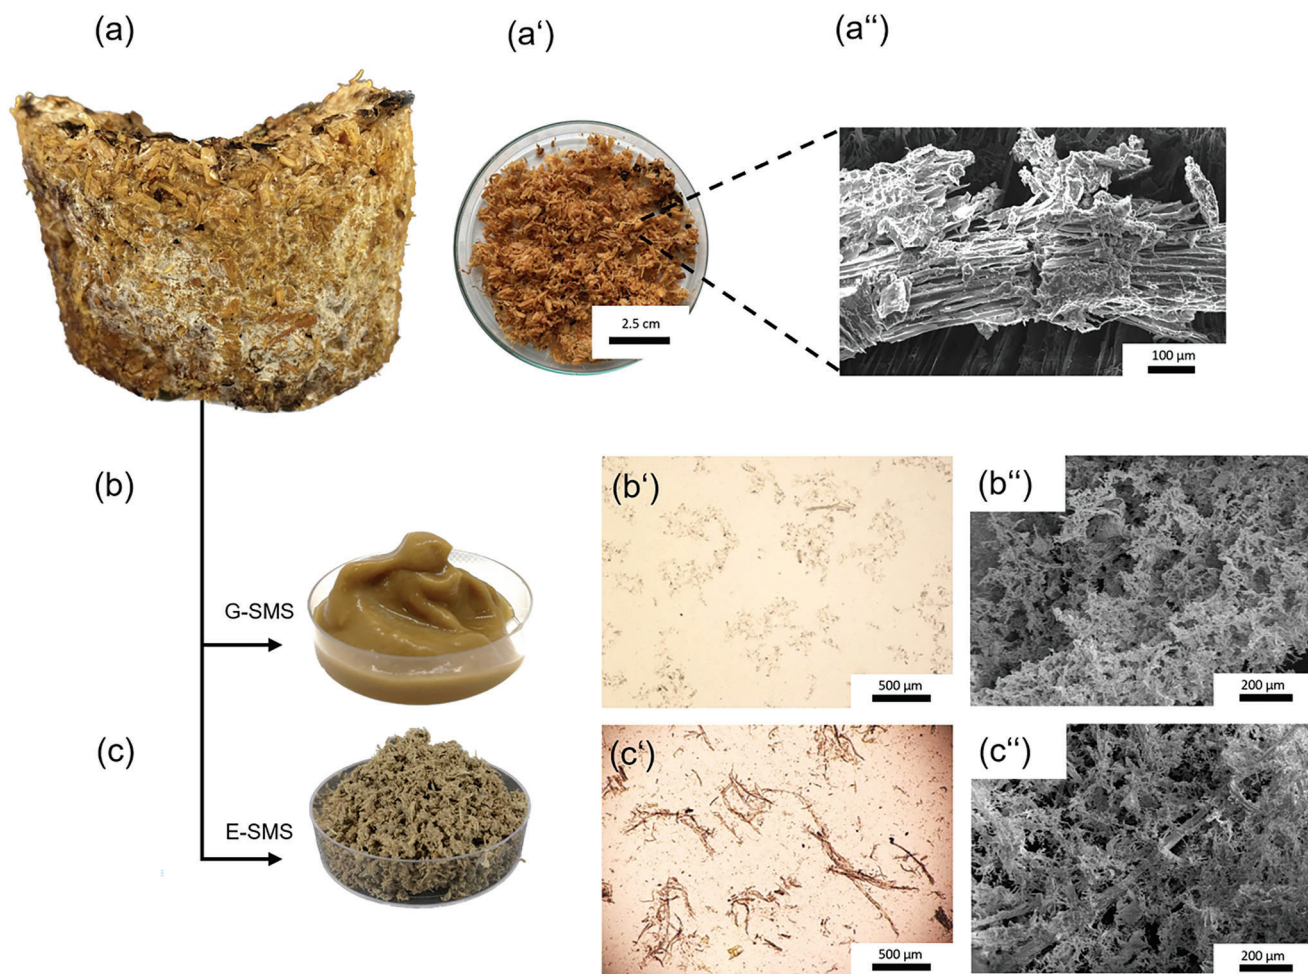 (a)
(a‘)
(a“)
2.5 cm
100 µm
(b)
(b‘)
(b“)
G-SMS
500 µm
200 µm
(c)
(c‘)
(c“)
E-SMS
500 µm
200 µm